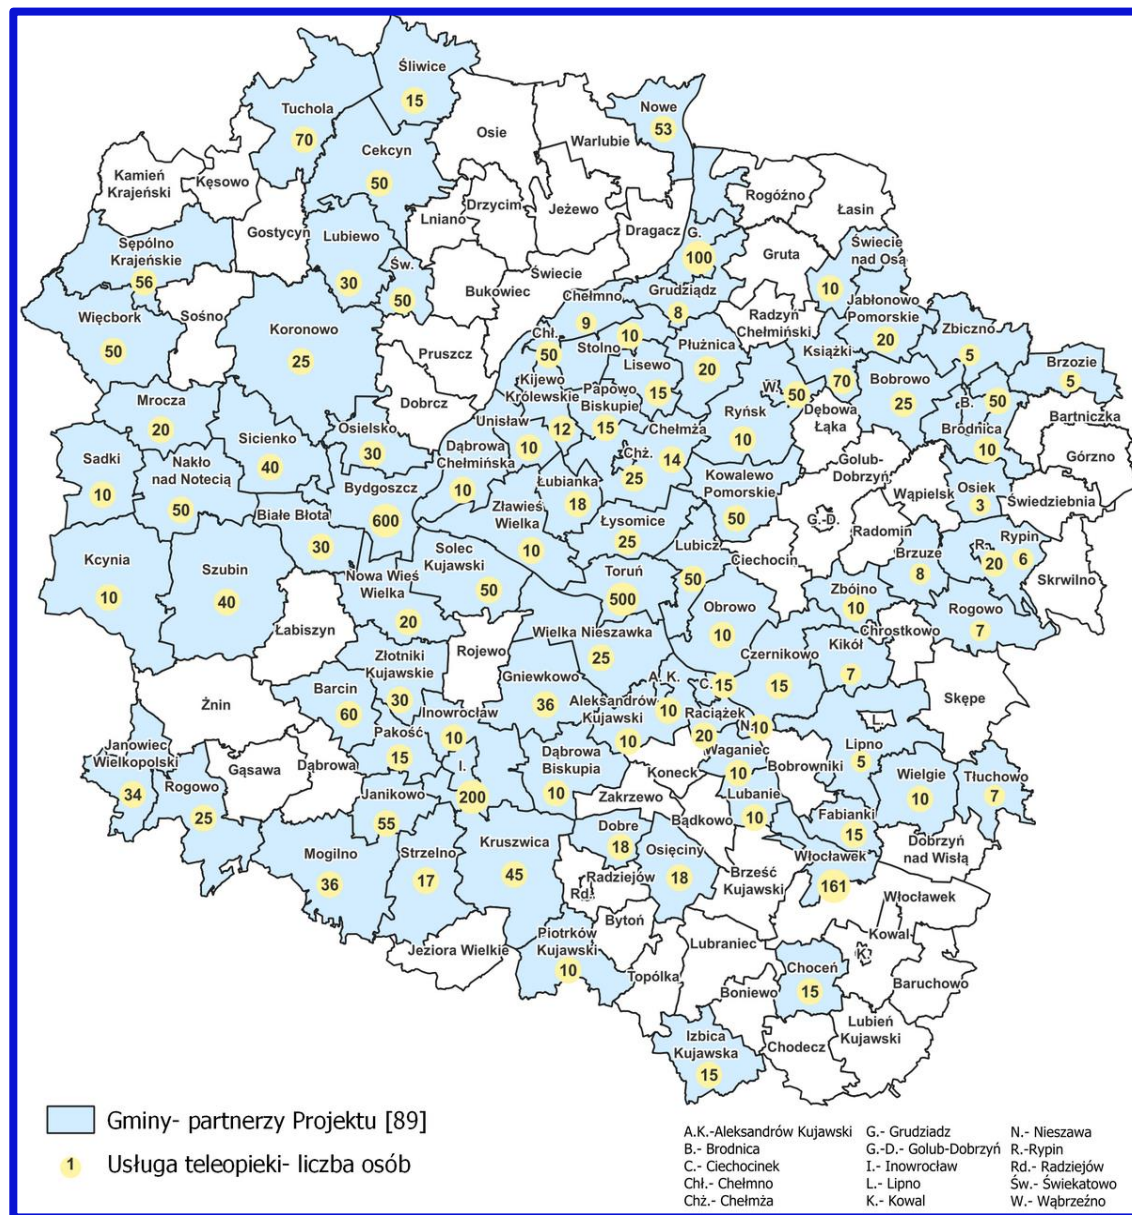 Śliwice
15
Tuchola
70
Nowe
53
Osie
Warlubie
Cekcyn
50
Kamień
Krajeński
Kęsowo
Rogóźno
Łasin
Drzycim
Jeżewo
Lniano
Gostycyn
Lubiewo
30
Dragacz
G.
100
Gruta
Świecie
nad Osą
10
Sępólno
Krajeńskie
56
Św.
50
Świecie
Bukowiec
Grudziądz
8
Więcbork
50
Sośno
Koronowo
25
Chełmno
9
Radzyń
Chełmiński
Jabłonowo
Pomorskie
20
Zbiczno
5
Pruszcz
Chł.
50
Stolno
10
Płużnica
20
Książki
70
Brzozie
5
Lisewo
15
Kijewo
Królewskie
12
Papowo
Biskupie
15
W.
50
Bobrowo
25
B.
50
Mrocza
20
Dobrcz
Dębowa
Łąka
Bartniczka
Sicienko
40
Osielsko
30
Unisław
10
Chełmża
14
Ryńsk
10
Brodnica
10
Sadki
10
Nakło
nad Notecią
50
Dąbrowa
Chełmińska
10
Chż.
25
Golub-
Dobrzyń
Górzno
Bydgoszcz
600
Łubianka
18
Kowalewo
Pomorskie
50
Wąpielsk
Osiek
3
Świedziebnia
Białe Błota
30
Zławieś
Wielka
10
Łysomice
25
G.-D.
Radomin
Rypin
6
R.
20
Kcynia
10
Szubin
40
Solec
Kujawski
50
Lubicz
50
Ciechocin
Brzuze
8
Skrwilno
Nowa Wieś
Wielka
20
Toruń
500
Obrowo
10
Zbójno
10
Rogowo
7
Łabiszyn
Rojewo
Wielka Nieszawka
25
Czernikowo
15
Kikół
7
Chrostkowo
Złotniki
Kujawskie
30
Gniewkowo
36
A. K.
10
C.
15
Skępe
Żnin
Barcin
60
Inowrocław
10
Aleksandrów
Kujawski
10
Raciążek
20
N.
10
L.
Pakość
15
I.
200
Dąbrowa
Biskupia
10
Waganiec
10
Bobrowniki
Lipno
5
Janowiec
Wielkopolski
34
Rogowo
25
Gąsawa
Dąbrowa
Koneck
Wielgie
10
Tłuchowo
7
Janikowo
55
Zakrzewo
Lubanie
10
Fabianki
15
Bądkowo
Dobre
18
Mogilno
36
Strzelno
17
Kruszwica
45
Osięciny
18
Dobrzyń
nad Wisłą
Włocławek
161
Radziejów
Rd.
Brześć
Kujawski
Włocławek
Bytoń
Kowal
K.
Jeziora Wielkie
Piotrków
Kujawski
10
Lubraniec
Topólka
Choceń
15
Baruchowo
Boniewo
Izbica
Kujawska
15
Chodecz
Lubień
Kujawski
Gminy- partnerzy Projektu [89]
1
Usługa teleopieki- liczba osób
A.K.-Aleksandrów Kujawski
B.- Brodnica
C.- Ciechocinek
Chł.- Chełmno
Chż.- Chełmża
G.- Grudziadz
G.-D.- Golub-Dobrzyń
I.- Inowrocław
L.- Lipno
K.- Kowal
N.- Nieszawa
R.-Rypin
Rd.- Radziejów
Św.- Świekatowo
W.- Wąbrzeźno